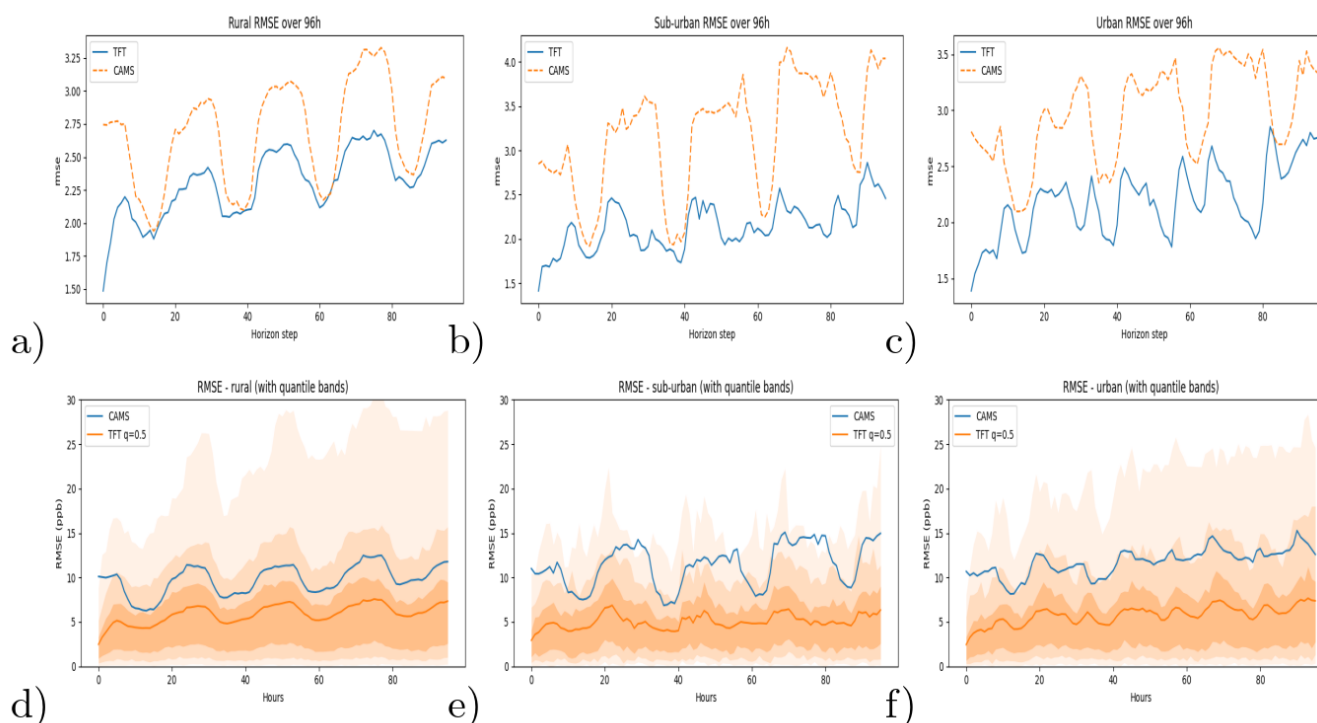 Rural RMSE over 96h
TFT
CAMS
rmse
3.25
3.00
2.75
2.50
2.25
2.00
1.75
1.50
0 20 40 60 80
Horizon step
a)
Sub-urban RMSE over 96h
TFT
CAMS
rmse
4.0
3.5
3.0
2.5
2.0
1.5
0 20 40 60 80
Horizon step
b)
Urban RMSE over 96h
TFT
CAMS
rmse
3.5
3.0
2.5
2.0
1.5
0 20 40 60 80
Horizon step
c)
RMSE - rural (with quantile bands)
CAMS
TFT q=0.5
RMSE (ppb)
30
25
20
15
10
5
0
0 20 40 60 80
Hours
d)
RMSE - sub-urban (with quantile bands)
CAMS
TFT q=0.5
RMSE (ppb)
30
25
20
15
10
5
0
0 20 40 60 80
Hours
e)
RMSE - urban (with quantile bands)
CAMS
TFT q=0.5
RMSE (ppb)
30
25
20
15
10
5
0
0 20 40 60 80
Hours
f)